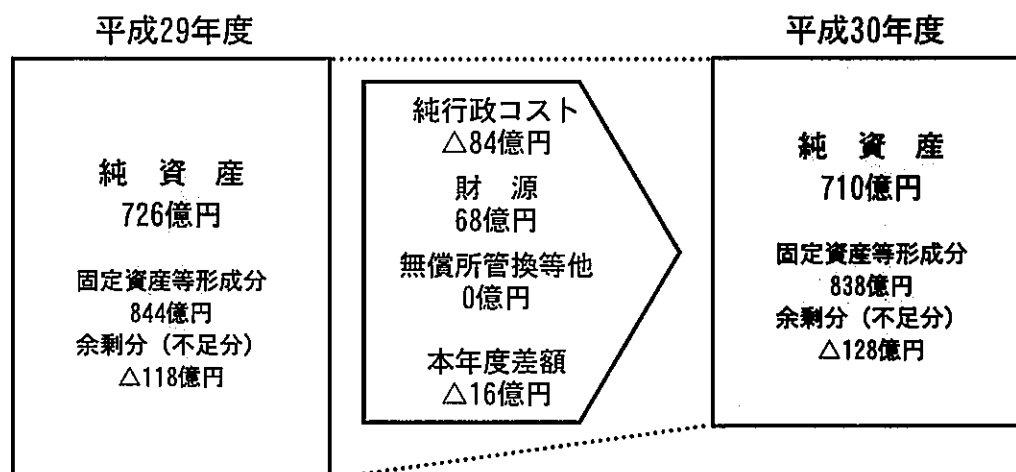 平成29年度
純 資 産
726億円
固定資産等形成分
844億円
余剰分（不足分）
△118億円
純行政コスト
△84億円
財 源
68億円
無償所管換等他
0億円
本年度差額
△16億円
平成30年度
純 資 産
710億円
固定資産等形成分
838億円
余剰分（不足分）
△128億円